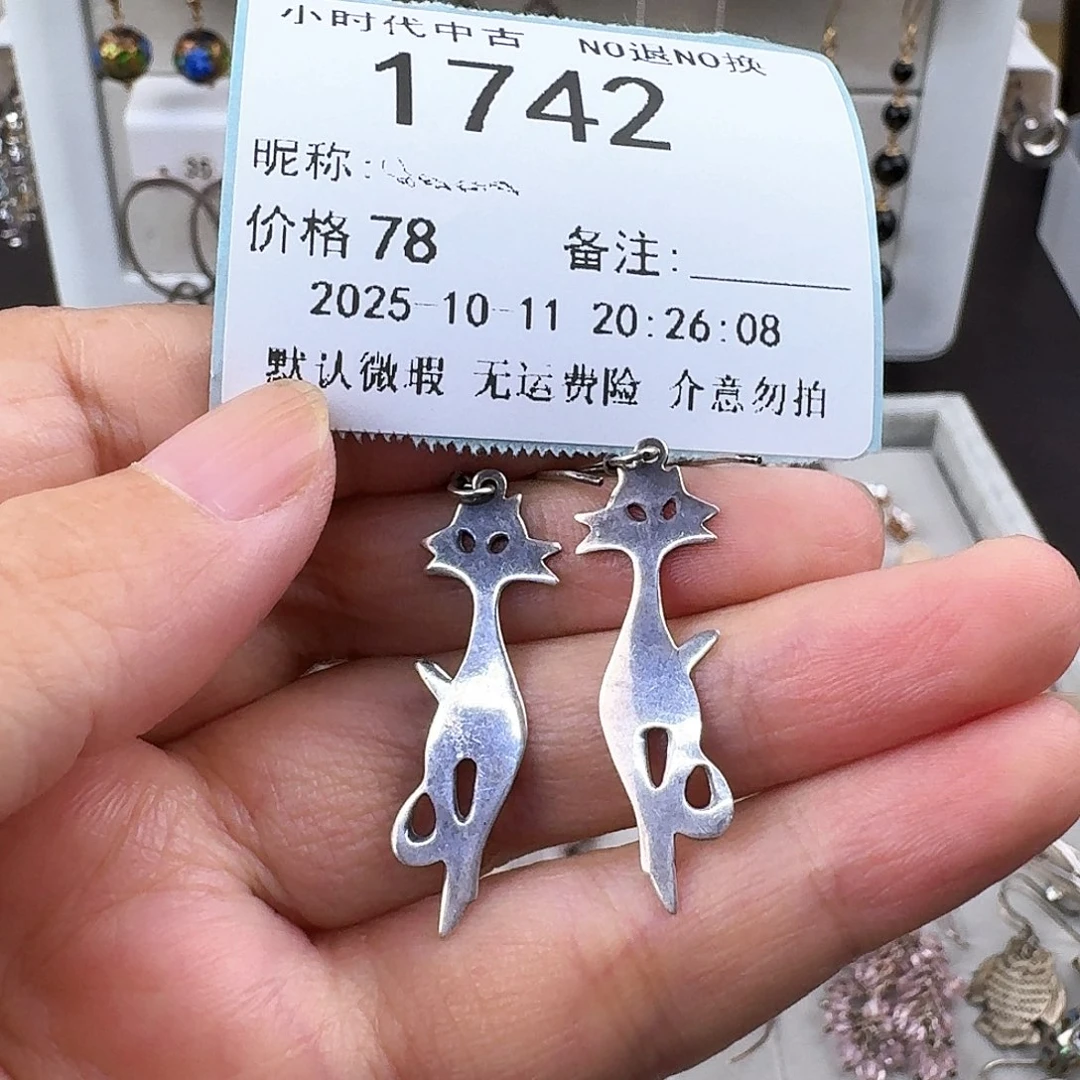 小时代中古 NO退NO换
1742
昵称:
价格 78 备注:
2025-10-11 20:26:08
默认微瑕 无运费险 介意勿拍
35